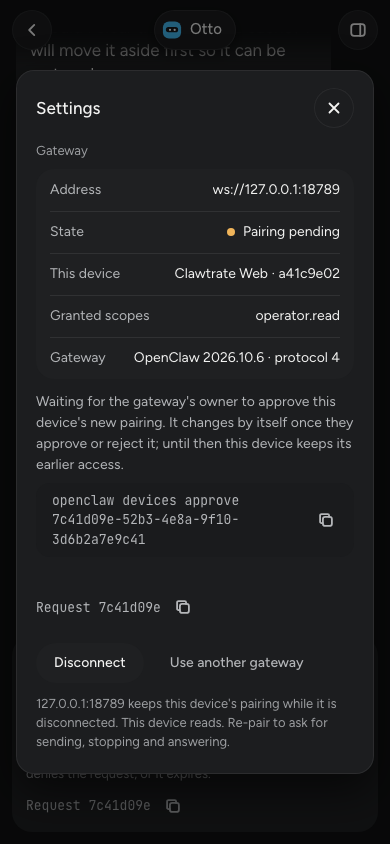 Otto
will move it aside first so it can be
Settings
Gateway
Address ws://127.0.0.1:18789
State Pairing pending
This device Clawtrate Web · a41c9e02
Granted scopes operator.read
Gateway OpenClaw 2026.10.6 · protocol 4
Waiting for the gateway's owner to approve this
device's new pairing. It changes by itself once they
approve or reject it; until then this device keeps its
earlier access.
openclaw devices approve
7c41d09e-52b3-4e8a-9f10-
3d6b2a7e9c41
Request 7c41d09e
Disconnect Use another gateway
127.0.0.1:18789 keeps this device's pairing while it is
disconnected. This device reads. Re-pair to ask for
sending, stopping and answering.
denies the request, or it expires.
Request 7c41d09e